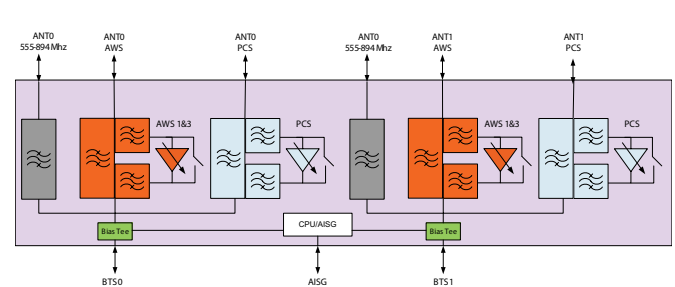 ANT0
555-894 Mhz
ANT0
AWS
ANT0
PCS
ANT0
555-894 Mhz
ANT1
AWS
ANT1
PCS
AWS 1&3
PCS
AWS 1&3
PCS
CPU/AISG
Bias Tee
Bias Tee
BTS0
AISG
BTS1